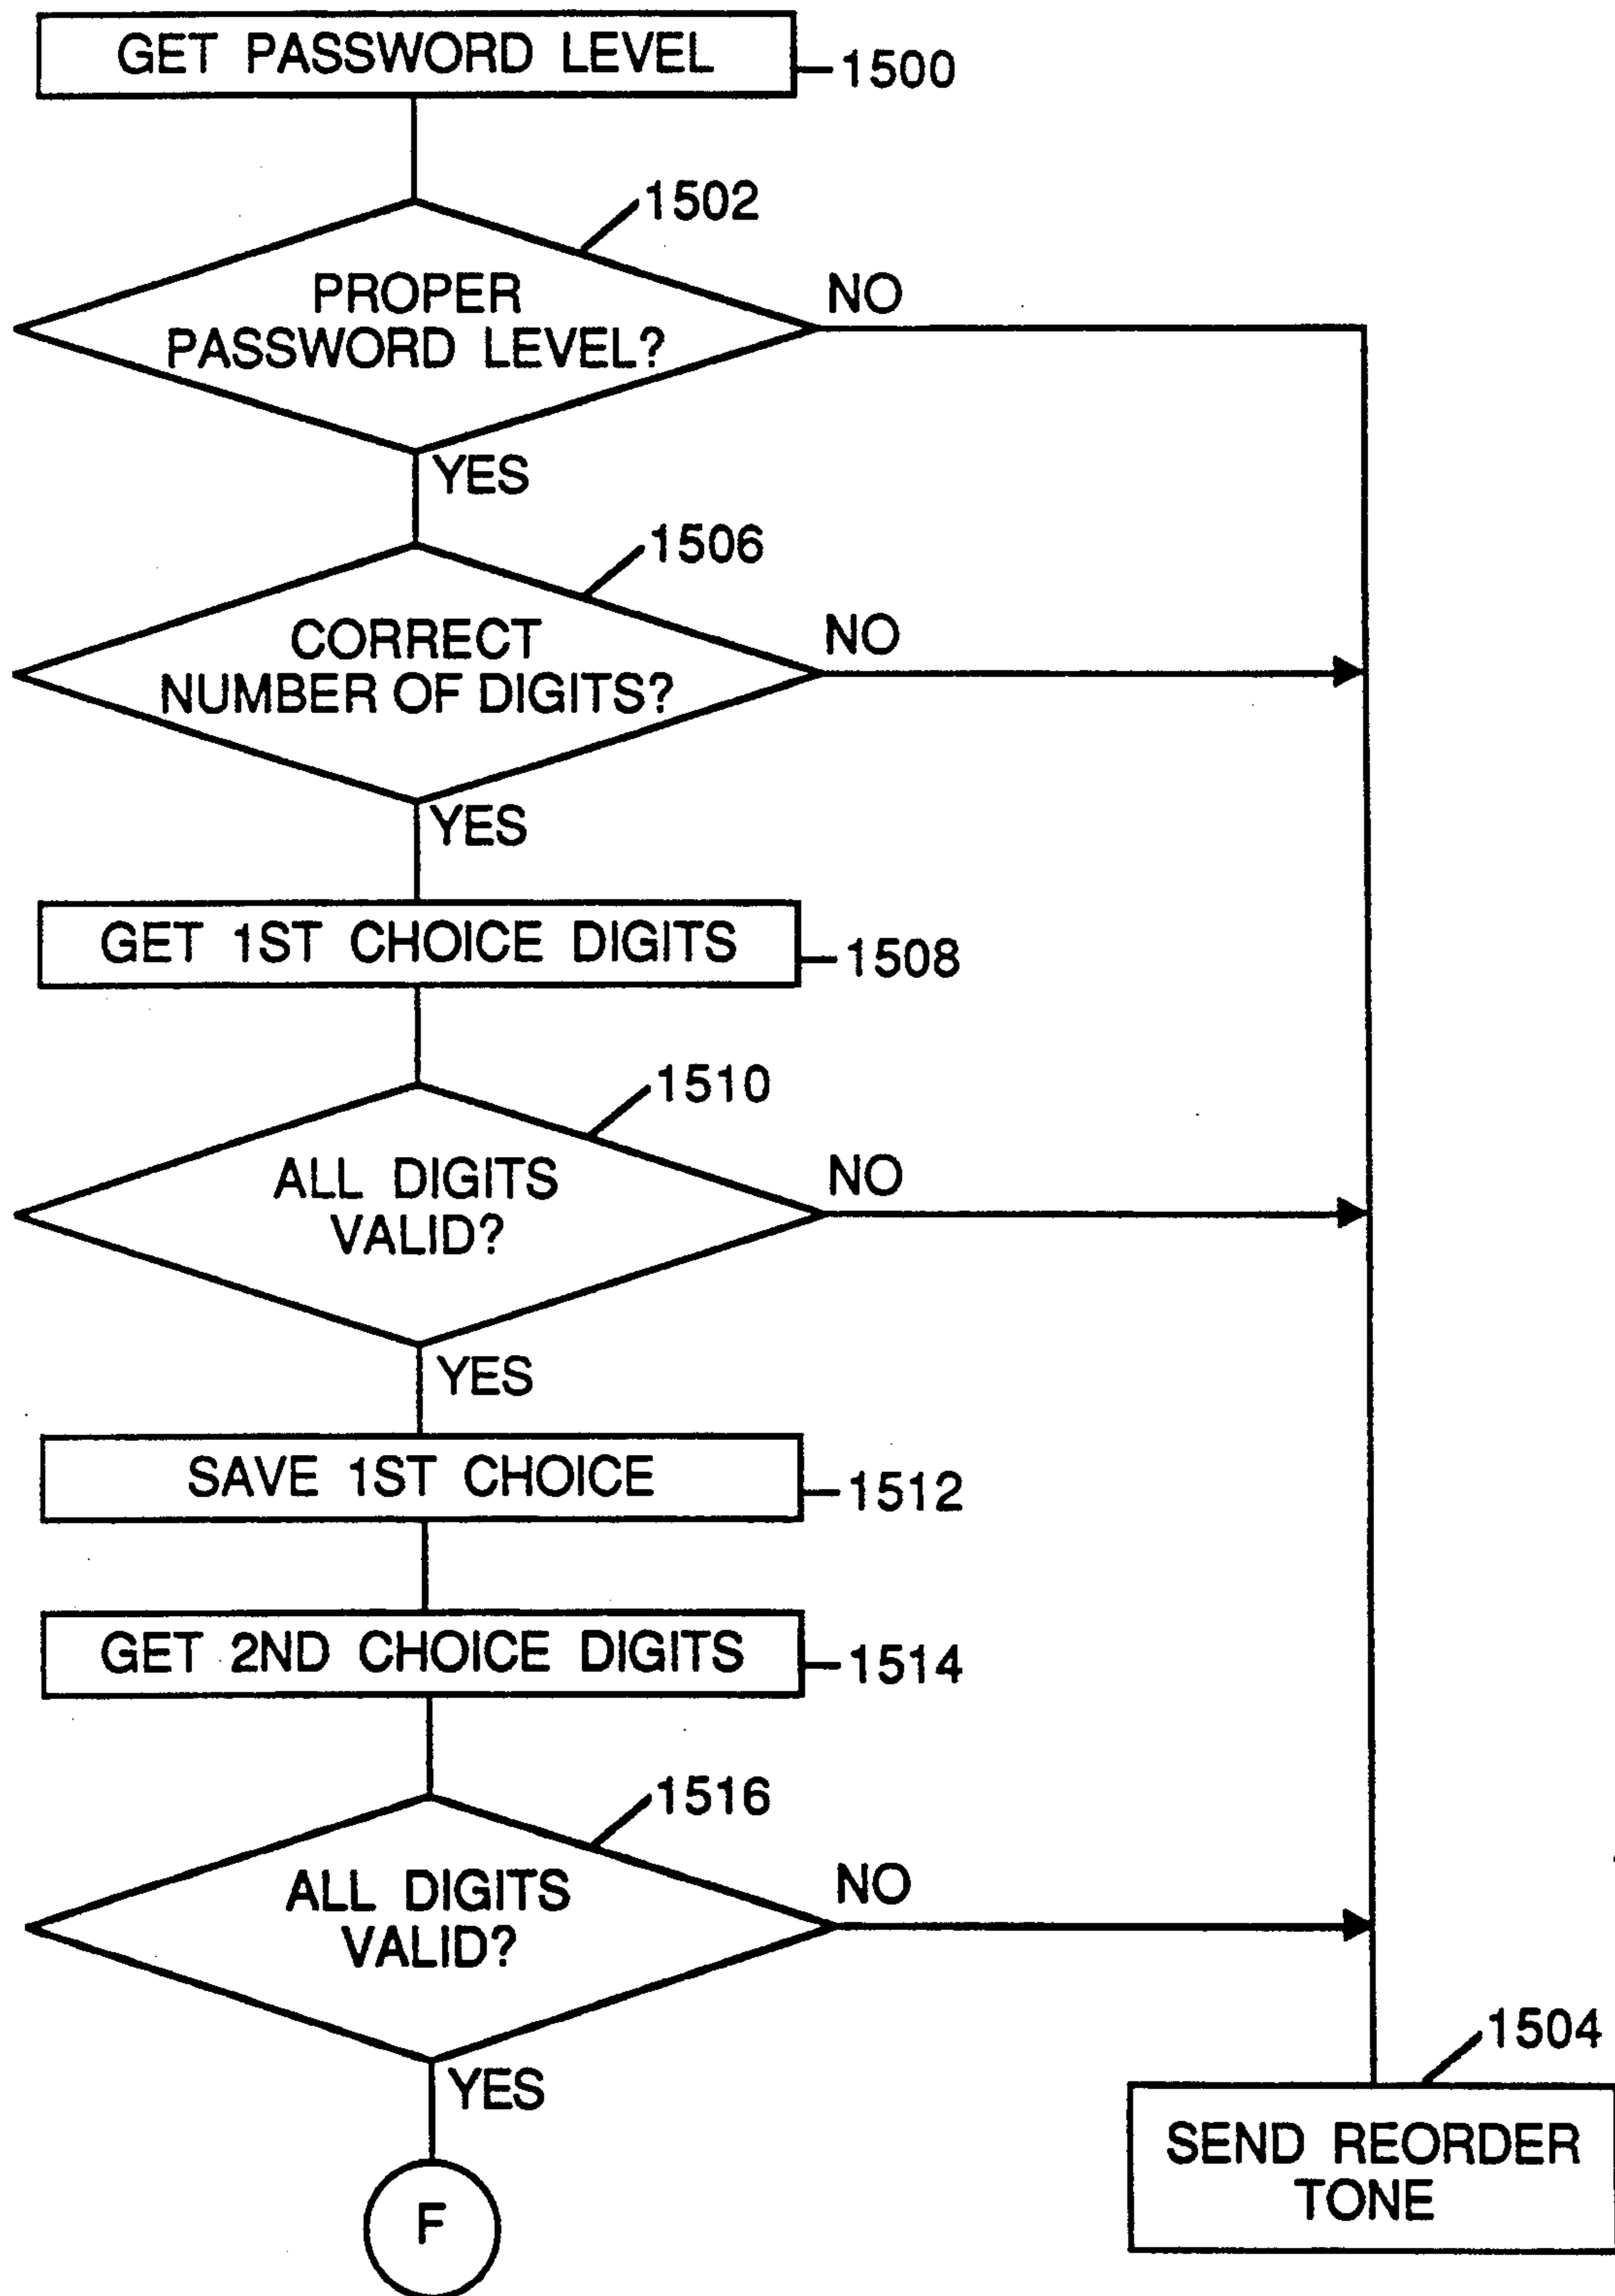 GET PASSWORD LEVEL
1500
1502
PROPER
PASSWORD LEVEL?
NO
YES
1506
CORRECT
NUMBER OF DIGITS?
NO
YES
GET 1ST CHOICE DIGITS
1508
1510
ALL DIGITS
VALID?
NO
YES
SAVE 1ST CHOICE
1512
GET 2ND CHOICE DIGITS
1514
1516
ALL DIGITS
VALID?
NO
YES
1504
SEND REORDER
TONE
F